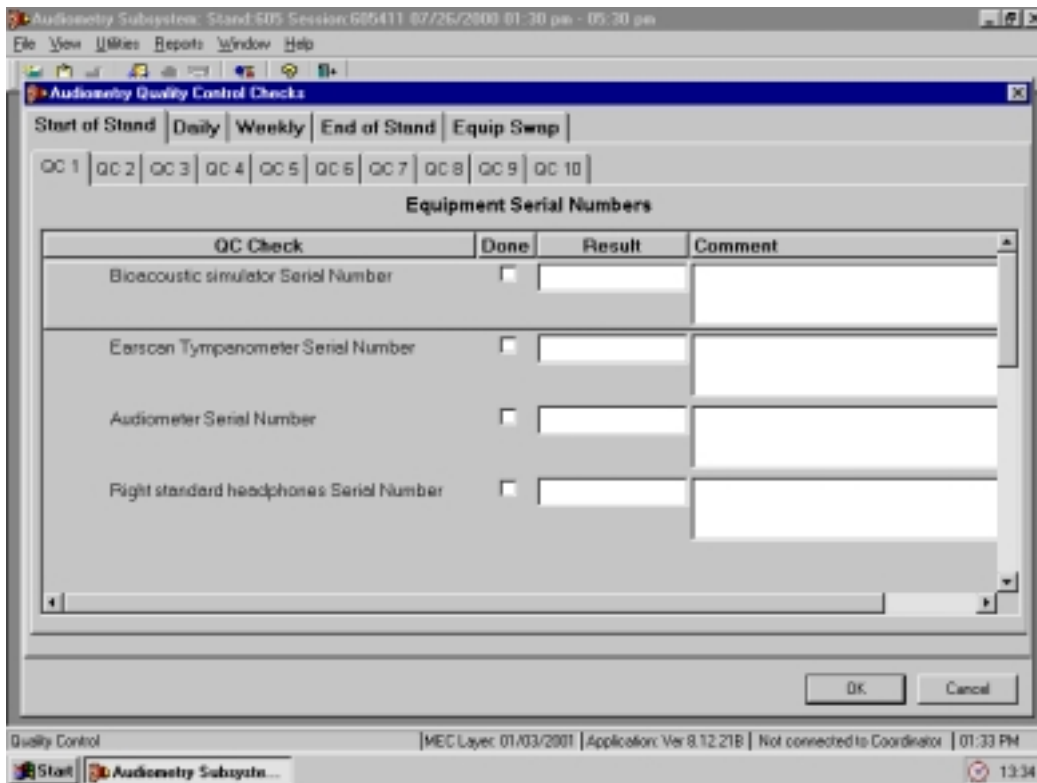 Audiometry Subsystem: Stand:605 Session:605411 07/26/2000 01:30 pm - 05:30 pm
File View Utilities Reports Window Help
Audiometry Quality Control Checks
Start of Stand Daily Weekly End of Stand Equip Swap
QC 1 QC 2 QC 3 QC 4 QC 5 QC 6 QC 7 QC 8 QC 9 QC 10
Equipment Serial Numbers
QC Check Done Result Comment
Bioacoustic simulator Serial Number
Earscan Tympanometer Serial Number
Audiometer Serial Number
Right standard headphones Serial Number
OK Cancel
Quality Control MEC Layer: 01/03/2001 Application: Ver 8.12.21B Not connected to Coordinator 01:33 PM
Start Audiometry Subsyste... 13:34